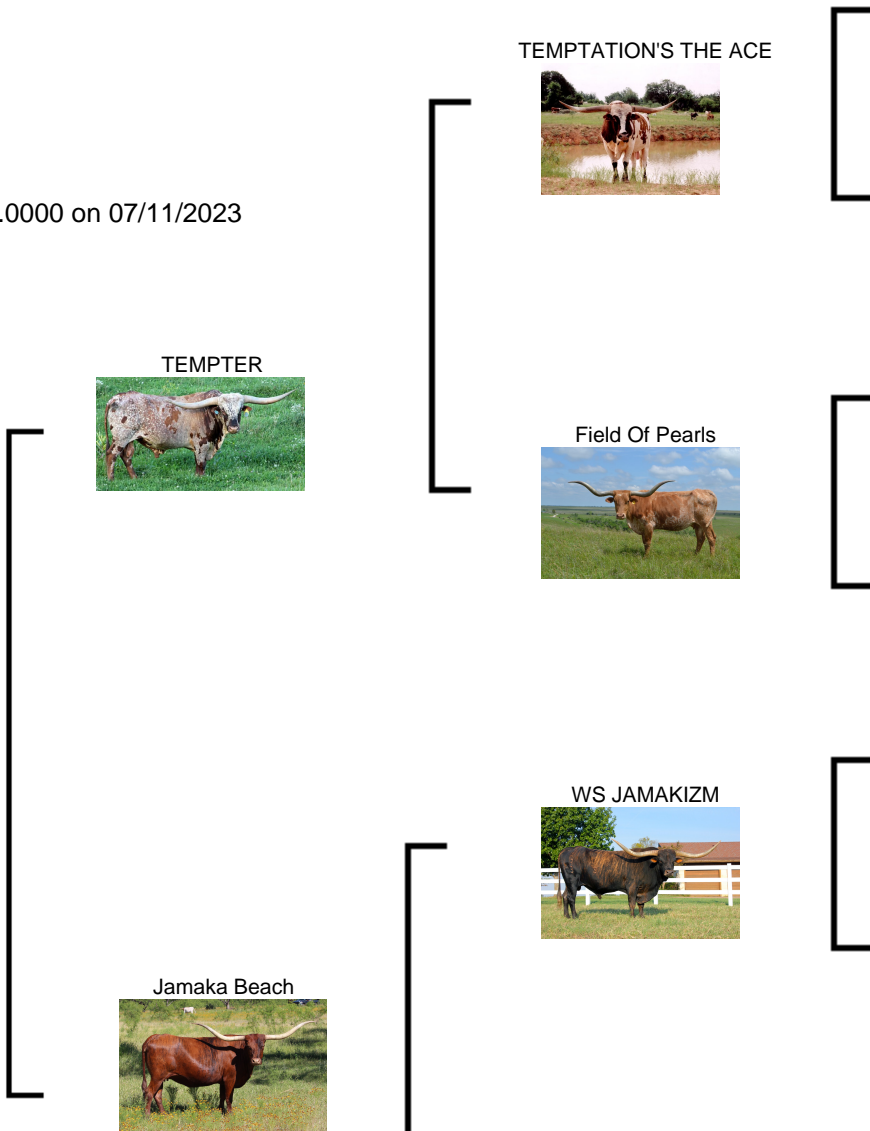 TEMPTATION'S THE ACE
.0000 on 07/11/2023
TEMPTER
Field Of Pearls
WS JAMAKIZM
Jamaka Beach